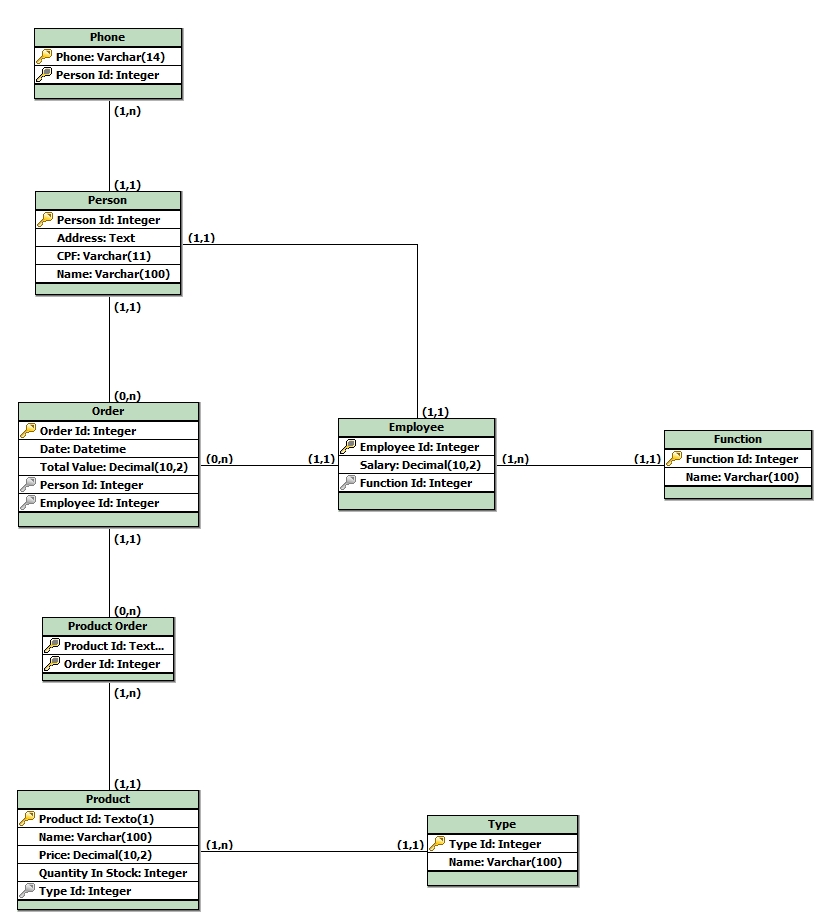 Phone
Phone: Varchar(14)
Person Id: Integer
(1,n)
(1,1)
Person
Person Id: Integer
Address: Text
CPF: Varchar(11)
Name: Varchar(100)
(1,1)
(1,1)
(0,n)
(1,1)
Order
Order Id: Integer
Date: Datetime
Total Value: Decimal(10,2)
Person Id: Integer
Employee Id: Integer
(0,n)
(1,1)
Employee
Employee Id: Integer
Salary: Decimal(10,2)
Function Id: Integer
(1,n)
(1,1)
Function
Function Id: Integer
Name: Varchar(100)
(1,1)
(0,n)
Product Order
Product Id: Text...
Order Id: Integer
(1,n)
(1,1)
Product
Product Id: Texto(1)
Name: Varchar(100)
Price: Decimal(10,2)
Quantity In Stock: Integer
Type Id: Integer
(1,n)
(1,1)
Type
Type Id: Integer
Name: Varchar(100)